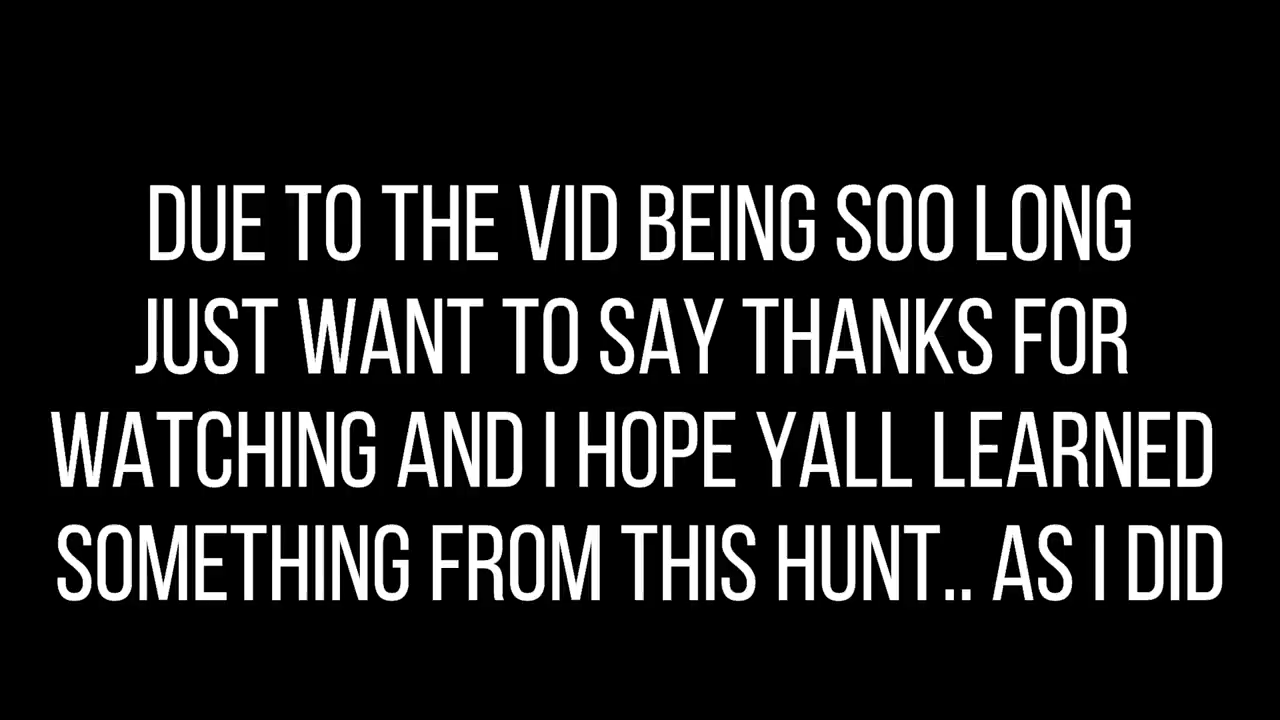 DUE TO THE VID BEING SOO LONG
JUST WANT TO SAY THANKS FOR
WATCHING AND I HOPE YALL LEARNED
SOMETHING FROM THIS HUNT.. AS I DID